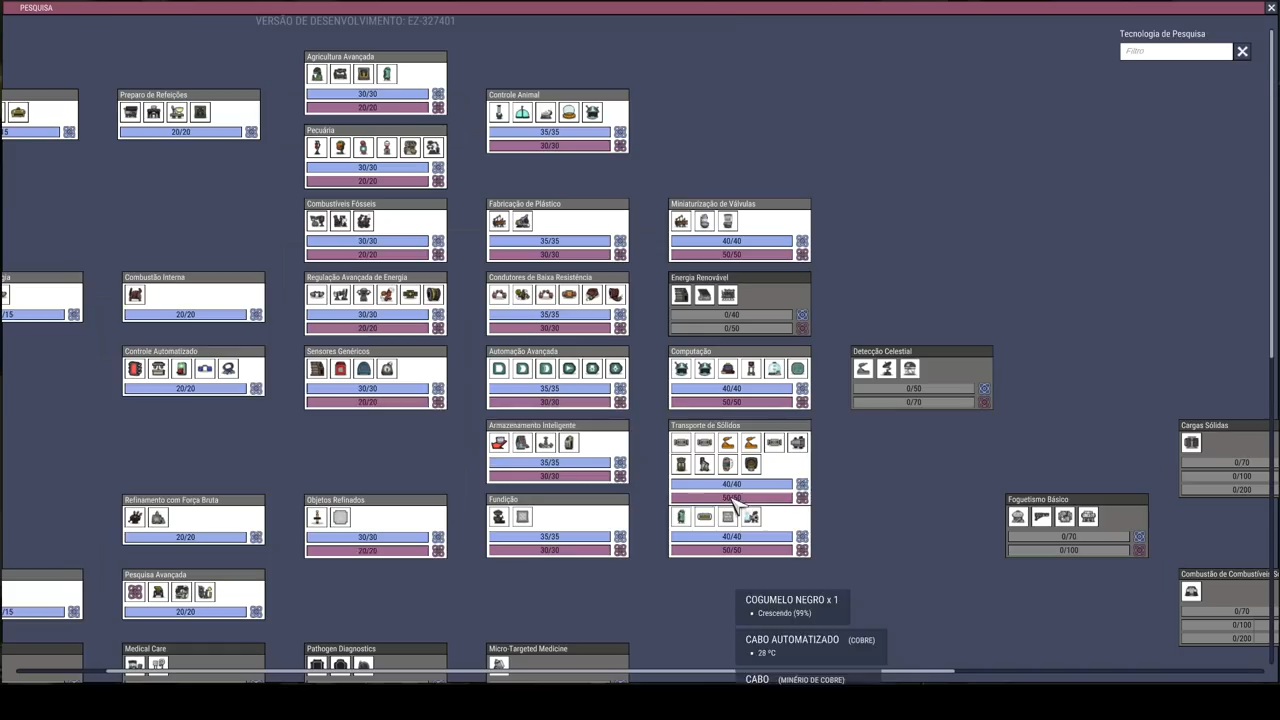 PESQUISA
VERSÃO DE DESENVOLVIMENTO: EZ-327401
Tecnologia de Pesquisa
Filtro
Agricultura Avançada
30/30
20/20
Preparo de Refeições
20/20
Controle Animal
35/35
30/30
Pecuária
30/30
20/20
Combustíveis Fósseis
30/30
20/20
Fabricação de Plástico
35/35
30/30
Miniaturização de Válvulas
40/40
50/50
Combustão Interna
20/20
Regulação Avançada de Energia
30/30
20/20
Condutores de Baixa Resistência
35/35
30/30
Energia Renovável
0/40
0/50
/15
Controle Automatizado
20/20
Sensores Genéricos
30/30
20/20
Automação Avançada
35/35
30/30
Computação
40/40
50/50
Detecção Celestial
0/50
0/70
Armazenamento Inteligente
35/35
30/30
Transporte de Sólidos
40/40
50/50
Cargas Sólidas
0/70
0/100
0/200
Refinamento com Força Bruta
20/20
Objetos Refinados
30/30
20/20
Fundição
35/35
30/30
40/40
50/50
Foguetismo Básico
0/70
0/100
Pesquisa Avançada
20/20
/15
Combustão de Combustíveis S
0/70
0/100
0/200
COGUMELO NEGRO x 1
• Crescendo (99%)
CABO AUTOMATIZADO (COBRE)
• 28 ºC
CABO (MINÉRIO DE COBRE)
Medical Care
Pathogen Diagnostics
Micro-Targeted Medicine